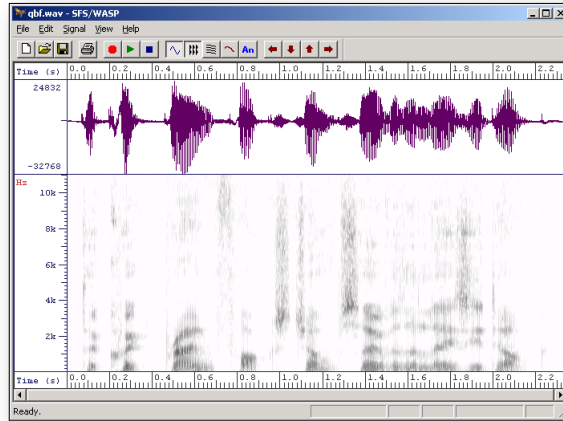 qbf.wav - SFS/WASP
File Edit Signal View Help
An
Time (s) 0.0 0.2 0.4 0.6 0.8 1.0 1.2 1.4 1.6 1.8 2.0 2.2
24832
-32768
Hz
10k
8k
6k
4k
2k
Time (s) 0.0 0.2 0.4 0.6 0.8 1.0 1.2 1.4 1.6 1.8 2.0 2.2
Ready.